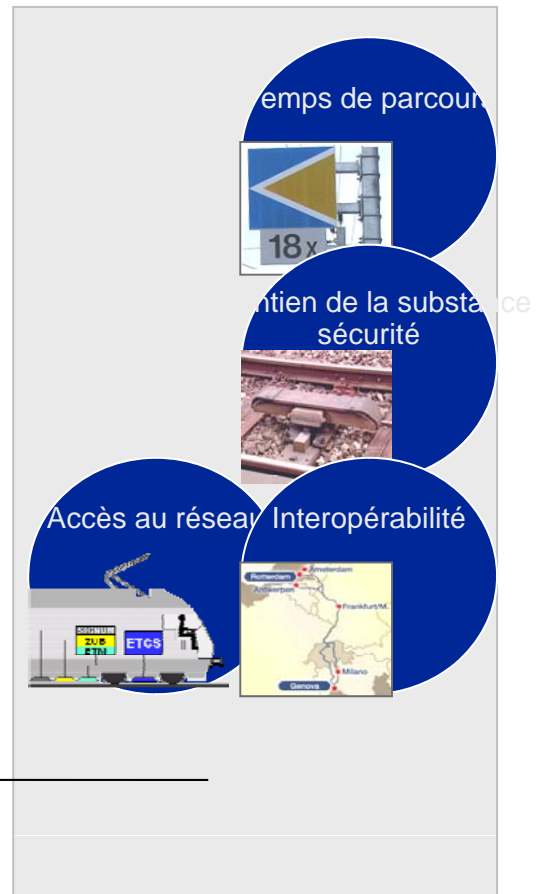 emps de parcours
18x
ntien de la substance
sécurité
Accès au réseau
Interopérabilité
SIGNUM
ZUB
ETM
ETCS
Amsterdam
Rotterdam
Antwerpen
Frankfurt/M.
Milano
Genova